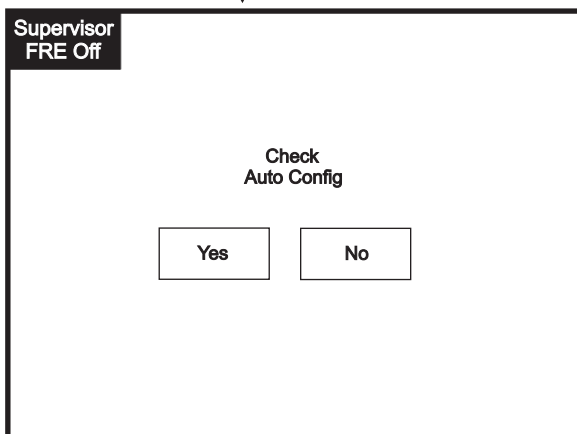 Supervisor
FRE Off
Check
Auto Config
Yes
No